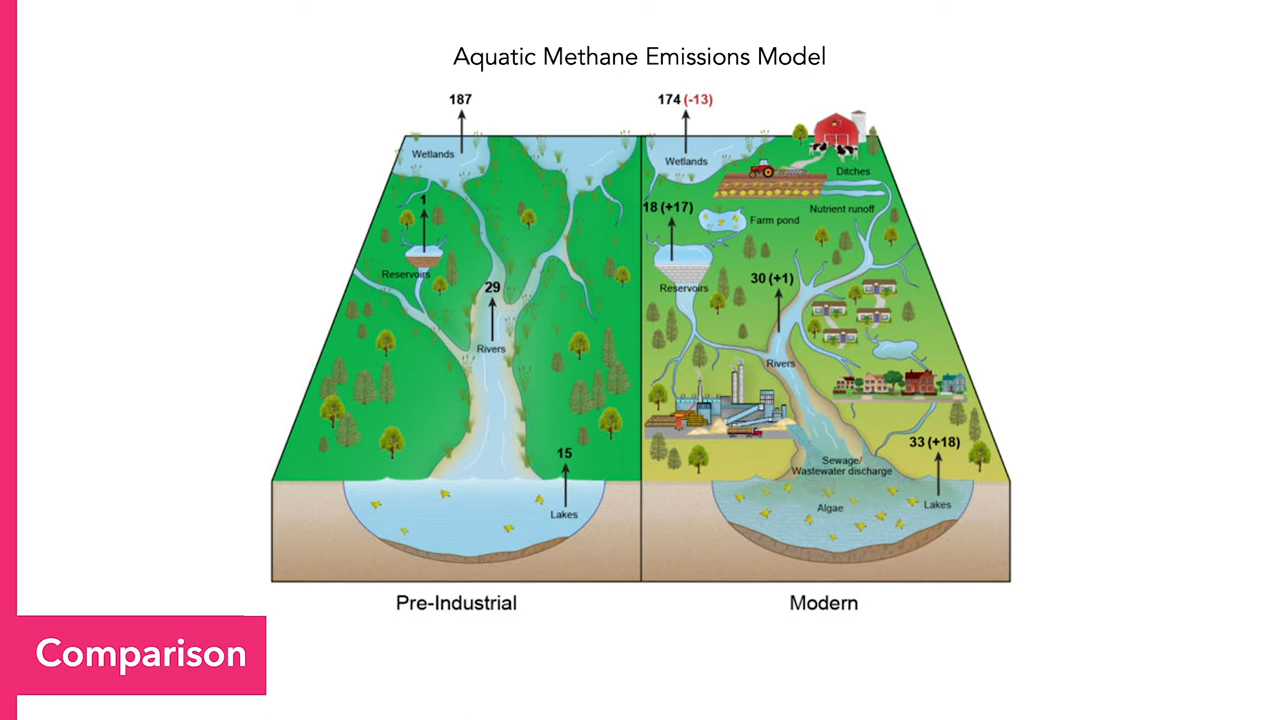 Aquatic Methane Emissions Model
187
Wetlands
1
Reservoirs
29
Rivers
15
Lakes
Pre-Industrial
174 (-13)
Wetlands
Ditches
Nutrient runoff
18 (+17)
Farm pond
Reservoirs
30 (+1)
Rivers
33 (+18)
Sewage/
Wastewater discharge
Algae
Lakes
Modern
Comparison